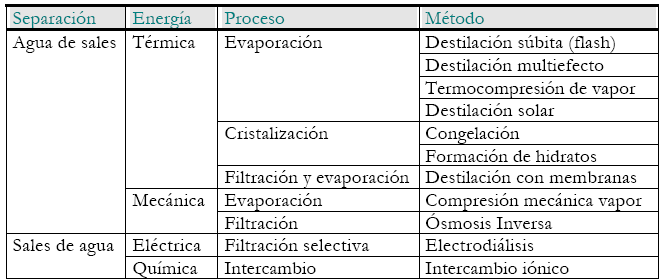 Separación Energía Proceso Método
Agua de sales Térmica Evaporación Destilación súbita (flash)
Destilación multiefecto
Termocompresión de vapor
Destilación solar
Cristalización Congelación
Formación de hidratos
Filtración y evaporación Destilación con membranas
Mecánica Evaporación Compresión mecánica vapor
Filtración Ósmosis Inversa
Sales de agua Eléctrica Filtración selectiva Electrodiálisis
Química Intercambio Intercambio iónico